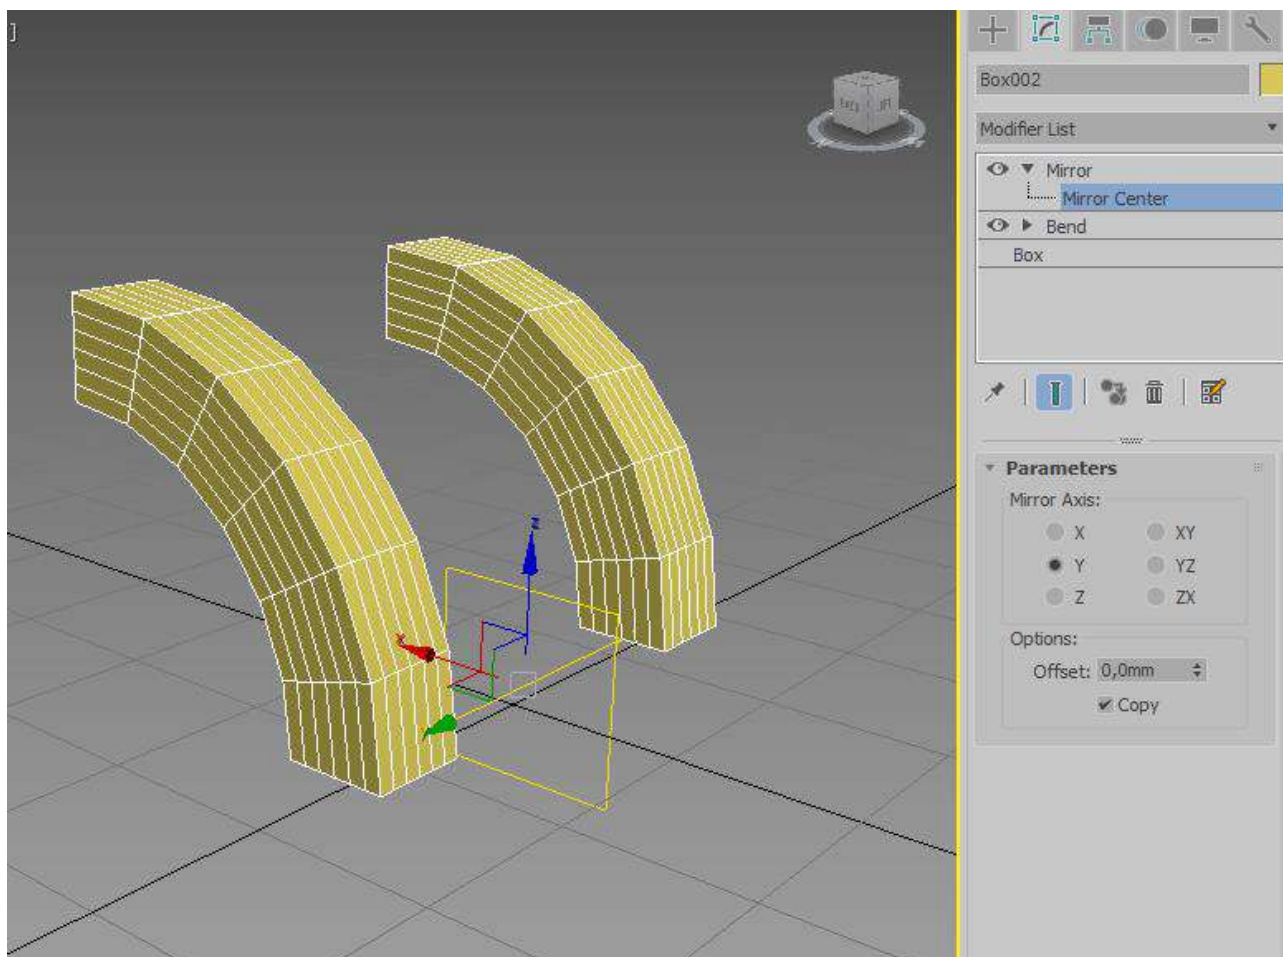 ]
Box002
Modifier List
Mirror
Mirror Center
Bend
Box
z
x
Parameters
Mirror Axis:
X XY
Y YZ
Z ZX
Options:
Offset: 0,0mm
Copy